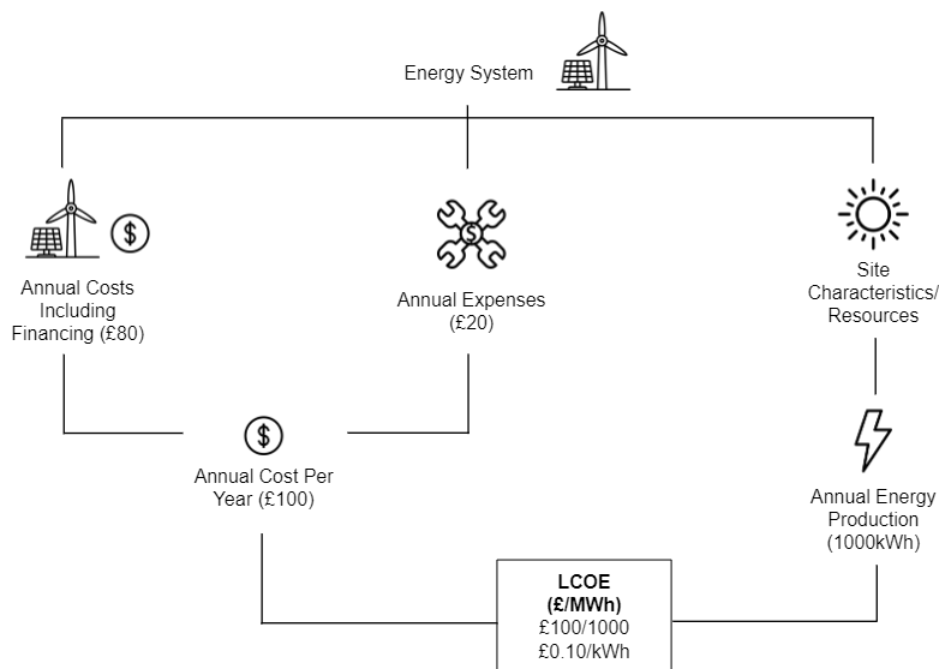 Energy System
$
$
Annual Costs
Including
Financing (£80)
Annual Expenses
(£20)
Site
Characteristics/
Resources
$
Annual Cost Per
Year (£100)
Annual Energy
Production
(1000kWh)
LCOE
(£/MWh)
£100/1000
£0.10/kWh